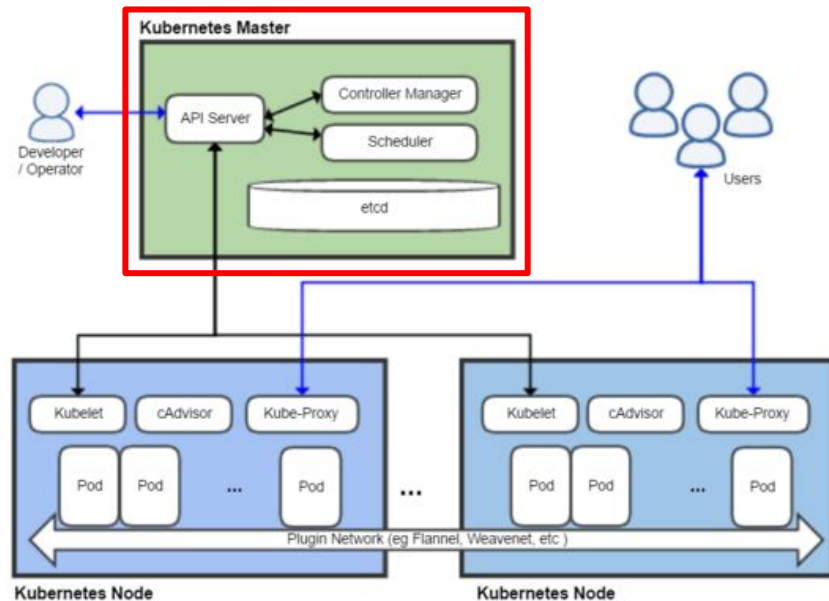 Kubernetes Master
API Server
Controller Manager
Scheduler
etcd
Developer
/ Operator
Users
Kubelet
cAdvisor
Kube-Proxy
Pod
Pod
...
Pod
Kubernetes Node
...
Kubelet
cAdvisor
Kube-Proxy
Pod
Pod
...
Pod
Plugin Network (eg Flannel, Weavenet, etc )
Kubernetes Node